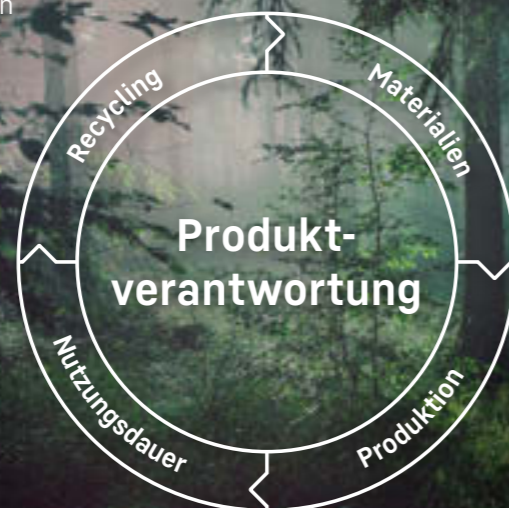 n
Recycling
Materialien
Produkt-
verantwortung
Nutzungsdauer
Produktion